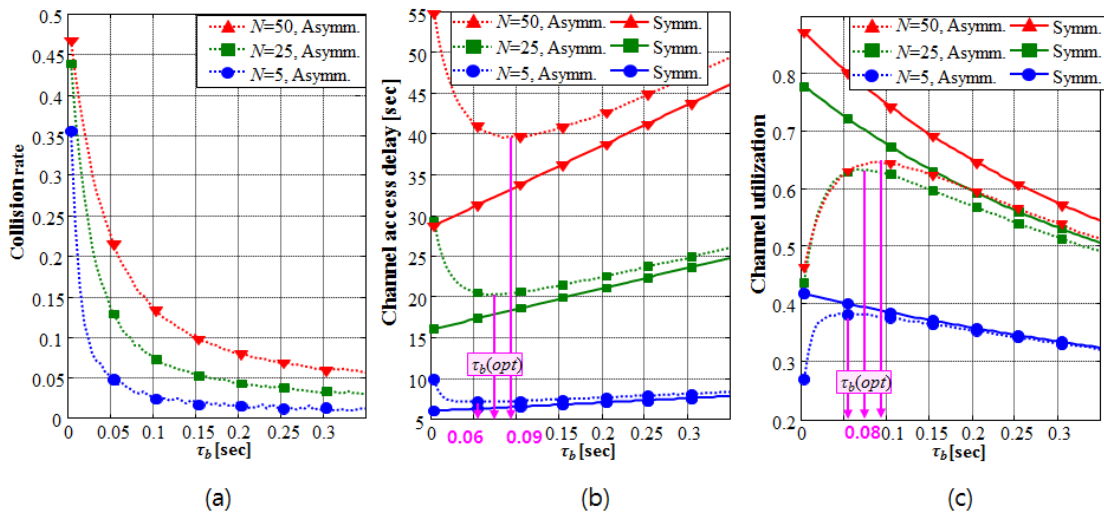 N=50, Asymm.
N=25, Asymm.
N=5, Asymm.
Collision rate
0.5
0.45
0.4
0.35
0.3
0.25
0.2
0.15
0.1
0.05
0
0 0.05 0.1 0.15 0.2 0.25 0.3
τb [sec]
(a)
N=50, Asymm. Symm.
N=25, Asymm. Symm.
N=5, Asymm. Symm.
Channel access delay [sec]
55
50
45
40
35
30
25
20
15
10
5
τb(opt)
0 0.06 0.09 0.15 0.2 0.25 0.3
τb [sec]
(b)
N=50, Asymm. Symm.
N=25, Asymm. Symm.
N=5, Asymm. Symm.
Channel utilization
0.8
0.7
0.6
0.5
0.4
0.3
0.2
τb(opt)
0 0.08 0.1 0.15 0.2 0.25 0.3
τb [sec]
(c)